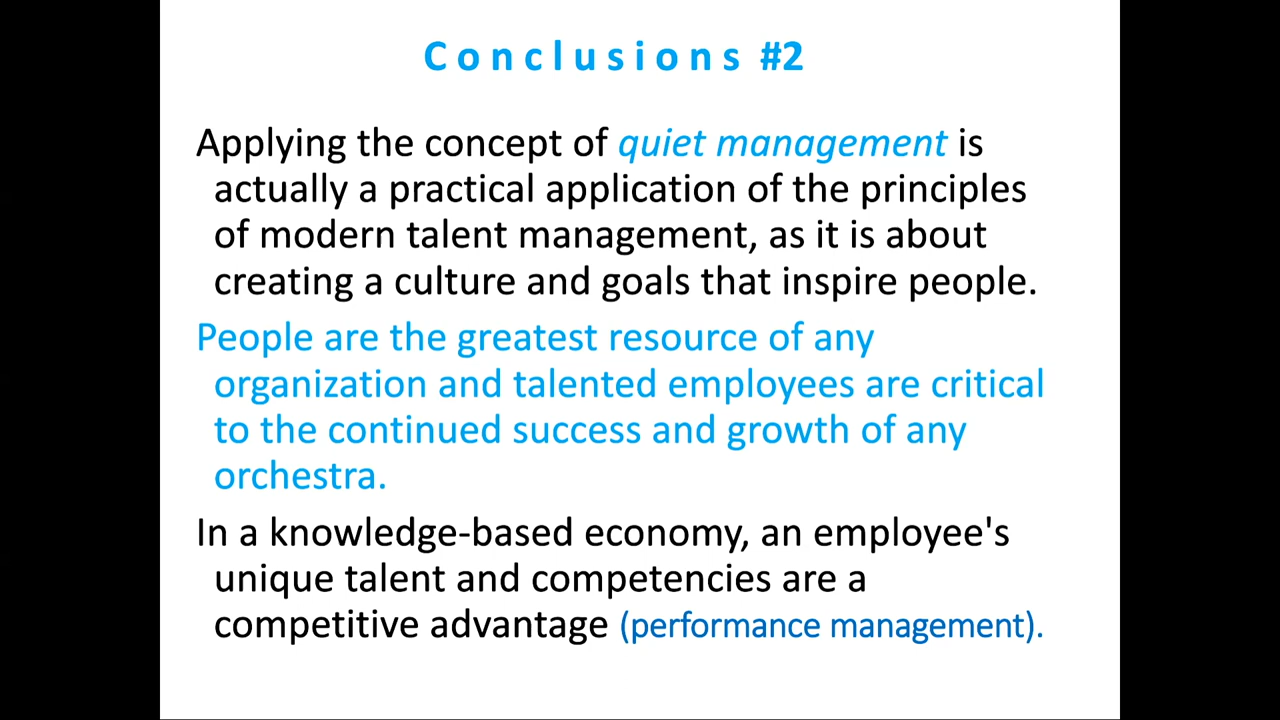 Conclusions #2
Applying the concept of quiet management is
actually a practical application of the principles
of modern talent management, as it is about
creating a culture and goals that inspire people.
People are the greatest resource of any
organization and talented employees are critical
to the continued success and growth of any
orchestra.
In a knowledge-based economy, an employee's
unique talent and competencies are a
competitive advantage (performance management).